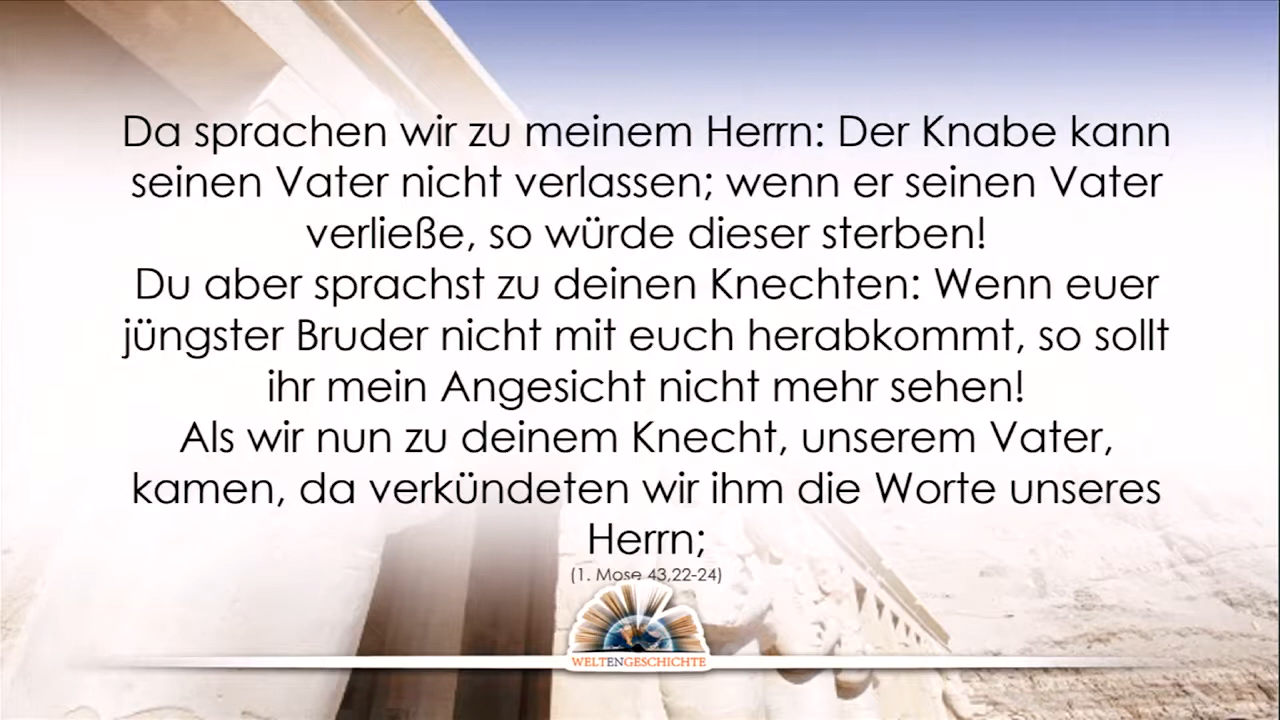 Da sprachen wir zu meinem Herrn: Der Knabe kann
seinen Vater nicht verlassen; wenn er seinen Vater
verließe, so würde dieser sterben!
Du aber sprachst zu deinen Knechten: Wenn euer
jüngster Bruder nicht mit euch herabkommt, so sollt
ihr mein Angesicht nicht mehr sehen!
Als wir nun zu deinem Knecht, unserem Vater,
kamen, da verkündeten wir ihm die Worte unseres
Herrn;
(1. Mose 43,22-24)
WELTENGESCHICHTE